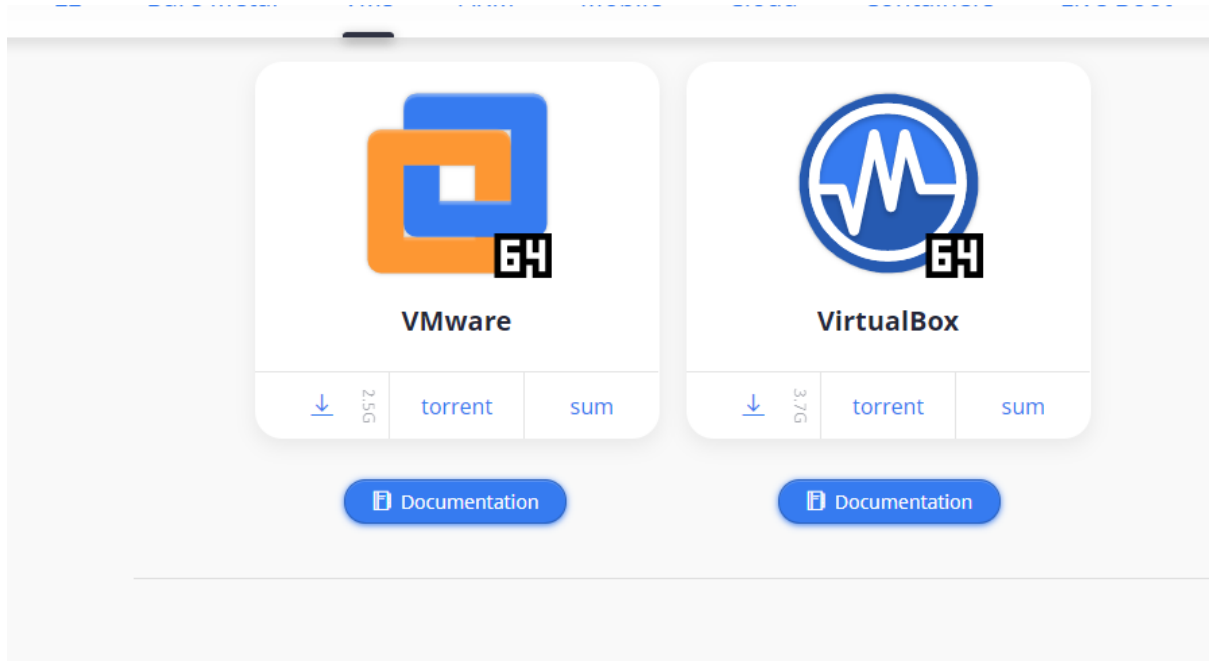 64
64
VMware
VirtualBox
2.5G torrent sum
3.7G torrent sum
Documentation
Documentation